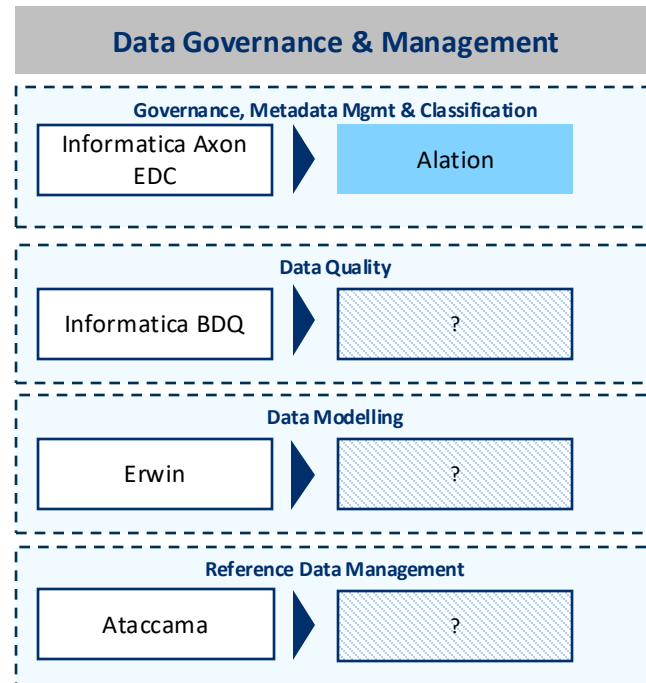 Data Governance & Management
Governance, Metadata Mgmt & Classification
Informatica Axon
EDC
Alation
Data Quality
Informatica BDQ
?
Data Modelling
Erwin
?
Reference Data Management
Ataccama
?